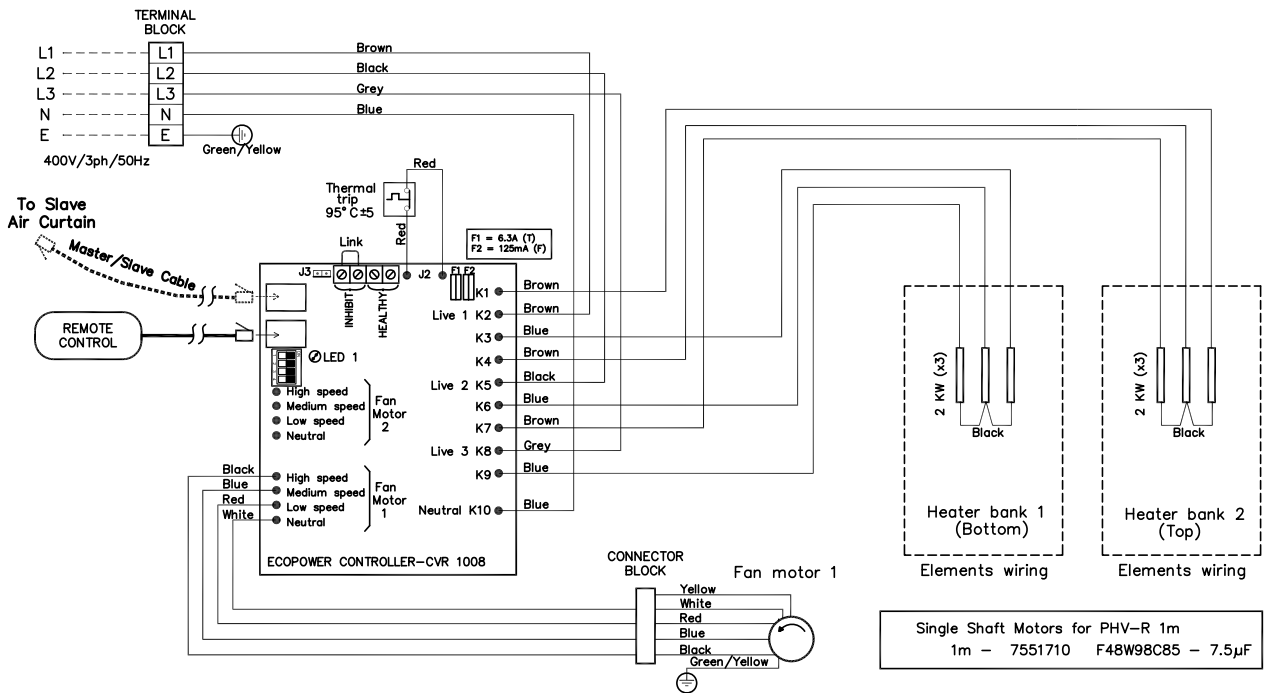 TERMINAL
BLOCK
L1 L1 Brown
L2 L2 Black
L3 L3 Grey
N N Blue
E E
Green/Yellow
400V/3ph/50Hz
To Slave
Air Curtain
Master/Slave Cable
REMOTE
CONTROL
Thermal
trip
95°C±5
Red
Red
Link
F1 = 6.3A (T)
F2 = 125mA (F)
J3
J2
F1 F2
INHIBIT
HEALTHY
LED 1
K1 Brown
Live 1 K2 Brown
K3 Blue
K4 Brown
Live 2 K5 Black
K6 Blue
K7 Brown
Live 3 K8 Grey
K9 Blue
Neutral K10 Blue
High speed
Medium speed
Low speed
Neutral
Fan
Motor
2
Black
Blue
Red
White
High speed
Medium speed
Low speed
Neutral
Fan
Motor
1
ECOPOWER CONTROLLER-CVR 1008
2 KW (x3)
Black
Heater bank 1
(Bottom)
Elements wiring
2 KW (x3)
Black
Heater bank 2
(Top)
Elements wiring
CONNECTOR
BLOCK
Fan motor 1
Yellow
White
Red
Blue
Black
Green/Yellow
Single Shaft Motors for PHV-R 1m
1m - 7551710 F48W98C85 - 7.5µF